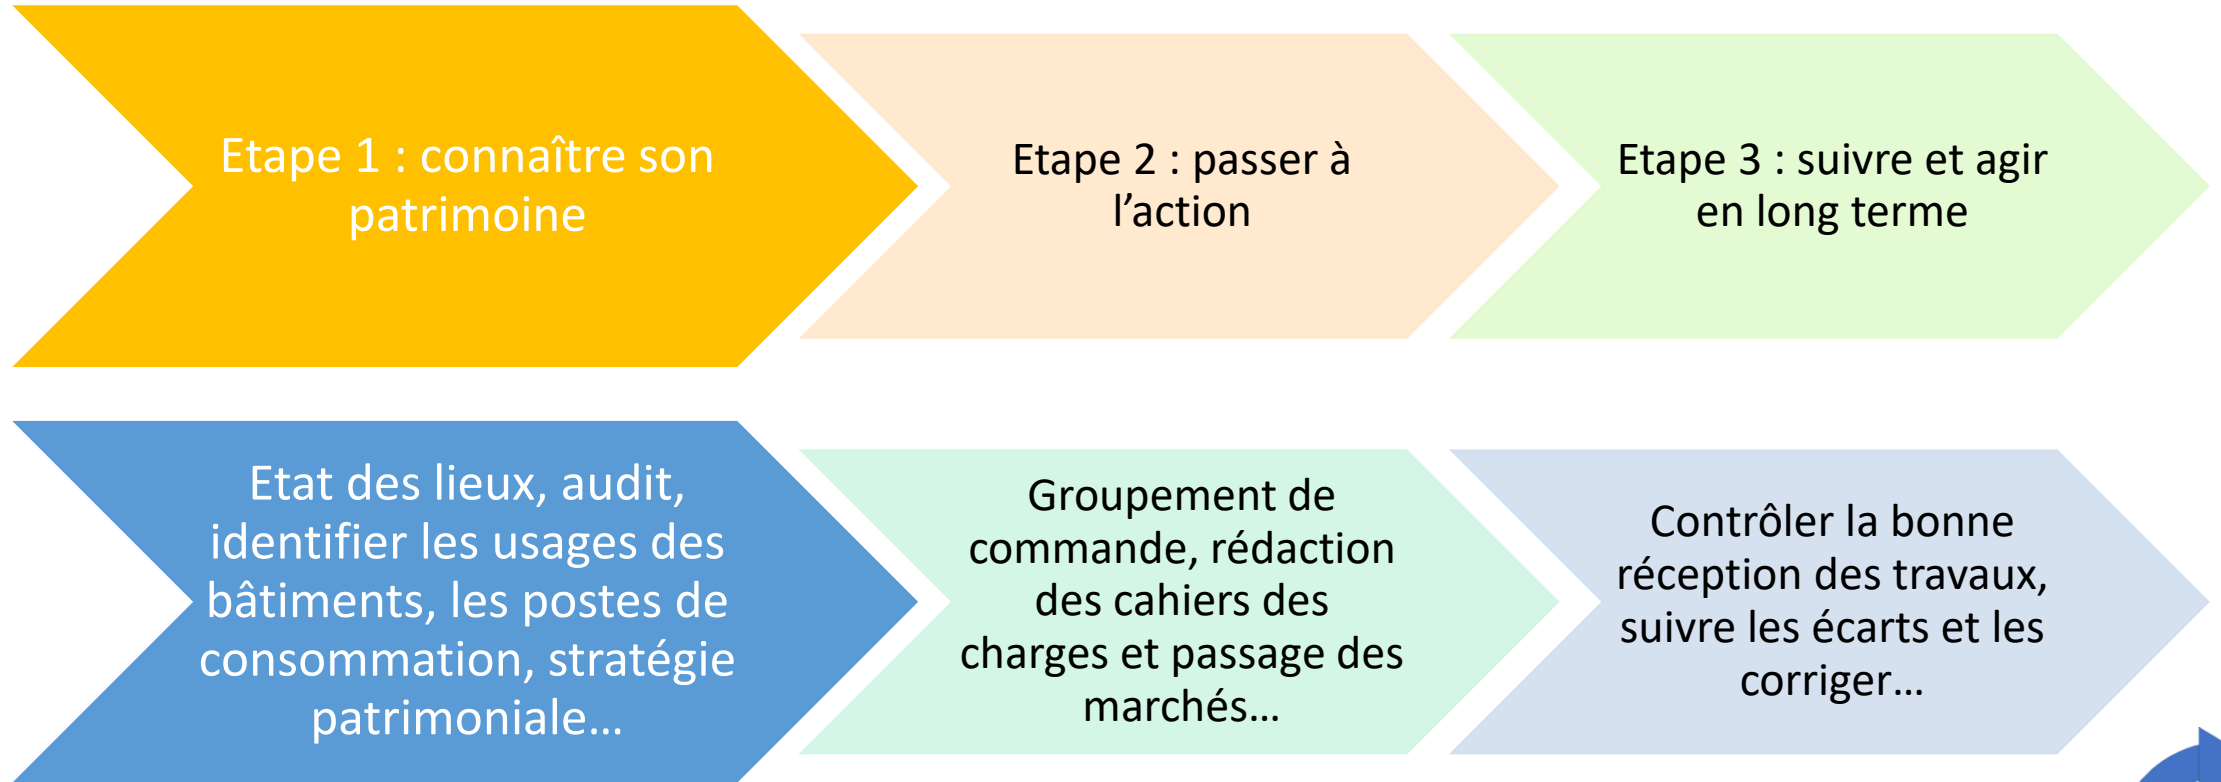 Etape 1 : connaître son
patrimoine
Etape 2 : passer à
l’action
Etape 3 : suivre et agir
en long terme
Etat des lieux, audit,
identifier les usages des
bâtiments, les postes de
consommation, stratégie
patrimoniale…
Groupement de
commande, rédaction
des cahiers des
charges et passage des
marchés…
Contrôler la bonne
réception des travaux,
suivre les écarts et les
corriger…